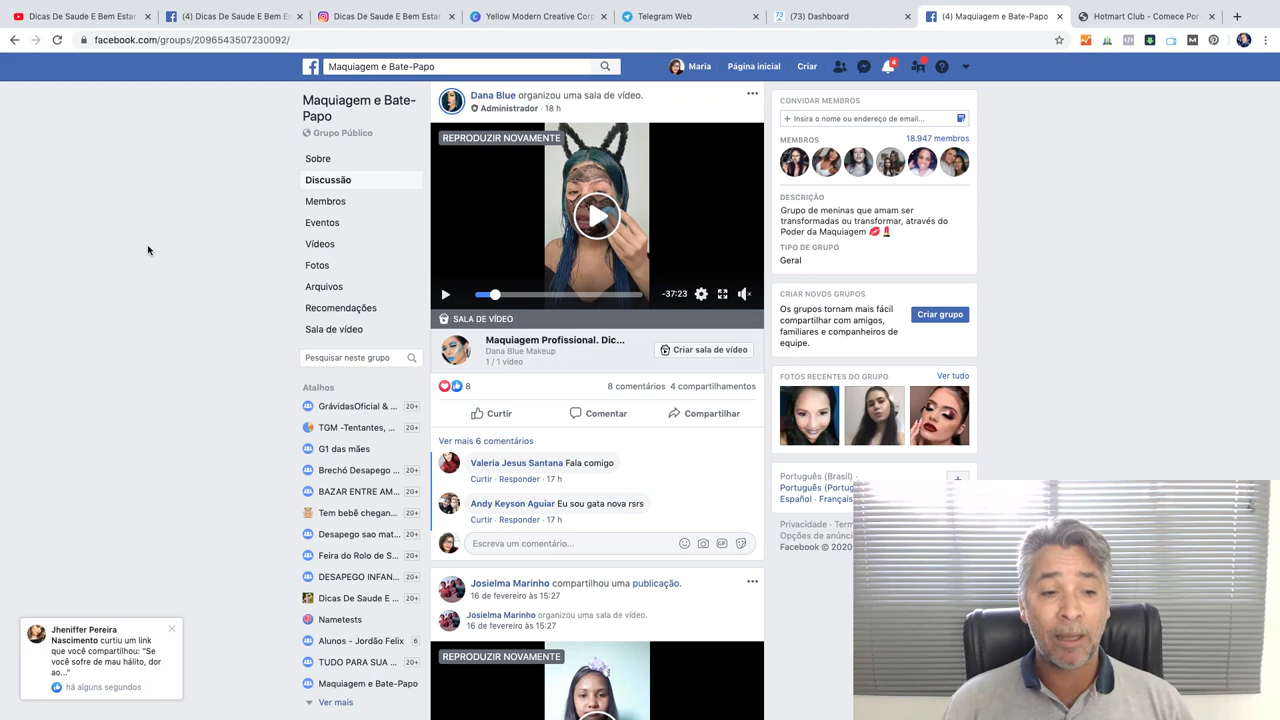 Dicas De Saude E Bem Estar
(4) Dicas De Saude E Bem Estar
Dicas De Saude E Bem Estar
Yellow Modern Creative Corp
Telegram Web
(73) Dashboard
(4) Maquiagem e Bate-Papo
Hotmart Club - Comece Por
facebook.com/groups/2096543507230092/
Maquiagem e Bate-Papo
Maria
Página inicial
Criar
4
Maquiagem e Bate-
Papo
Grupo Público
Sobre
Discussão
Membros
Eventos
Vídeos
Fotos
Arquivos
Recomendações
Sala de vídeo
Pesquisar neste grupo
Atalhos
GrávidasOficial & ... 20+
TGM -Tentantes, ... 20+
G1 das mães
Brechó Desapego ... 20+
BAZAR ENTRE AM... 20+
Tem bebê chegan... 20+
Desapego sao mat... 20+
Feira do Rolo de S... 20+
DESAPEGO INFAN... 20+
Dicas De Saude E ... 20+
Nametests
Alunos - Jordão Felix 6
TUDO PARA SUA ... 20+
Maquiagem e Bate-Papo
Ver mais
Jheniffer Pereira
Nascimento curtiu um link
que você compartilhou: "Se
você sofre de mau hálito, dor
ao..."
há alguns segundos
Dana Blue organizou uma sala de vídeo.
Administrador · 18 h
REPRODUZIR NOVAMENTE
-37:23
SALA DE VÍDEO
Maquiagem Profissional. Dic...
Dana Blue Makeup
1 / 1 vídeo
Criar sala de vídeo
8
8 comentários 4 compartilhamentos
Curtir
Comentar
Compartilhar
Ver mais 6 comentários
Valeria Jesus Santana Fala comigo
Curtir · Responder · 17 h
Andy Keyson Aguiar Eu sou gata nova rsrs
Curtir · Responder · 17 h
Escreva um comentário...
GIF
Josielma Marinho compartilhou uma publicação.
16 de fevereiro às 15:27
Josielma Marinho organizou uma sala de vídeo.
16 de fevereiro às 15:27
REPRODUZIR NOVAMENTE
CONVIDAR MEMBROS
+ Insira o nome ou endereço de email...
MEMBROS
18.947 membros
DESCRIÇÃO
Grupo de meninas que amam ser
transformadas ou transformar, através do
Poder da Maquiagem 💋💄
TIPO DE GRUPO
Geral
CRIAR NOVOS GRUPOS
Os grupos tornam mais fácil
compartilhar com amigos,
familiares e companheiros de
equipe.
Criar grupo
FOTOS RECENTES DO GRUPO
Ver tudo
Português (Brasil) ·
Português (Portu
Español · Français
Privacidade · Term
Opções de anúnci
Facebook © 2020